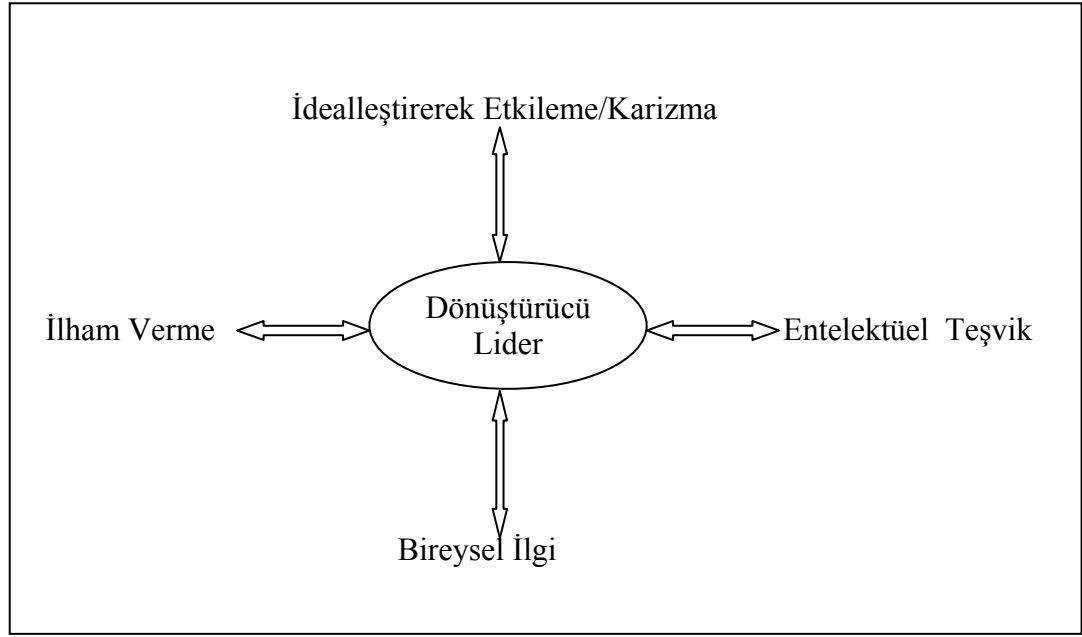 İdealleştirerek Etkileme/Karizma
İlham Verme
Dönüştürücü
Lider
Entelektüel Teşvik
Bireysel İlgi